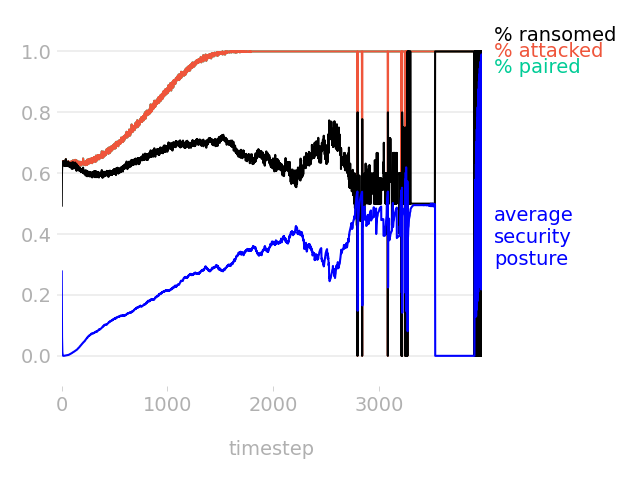 % ransomed
% attacked
% paired
1.0
0.8
0.6
0.4
0.2
0.0
average
security
posture
0 1000 2000 3000
timestep